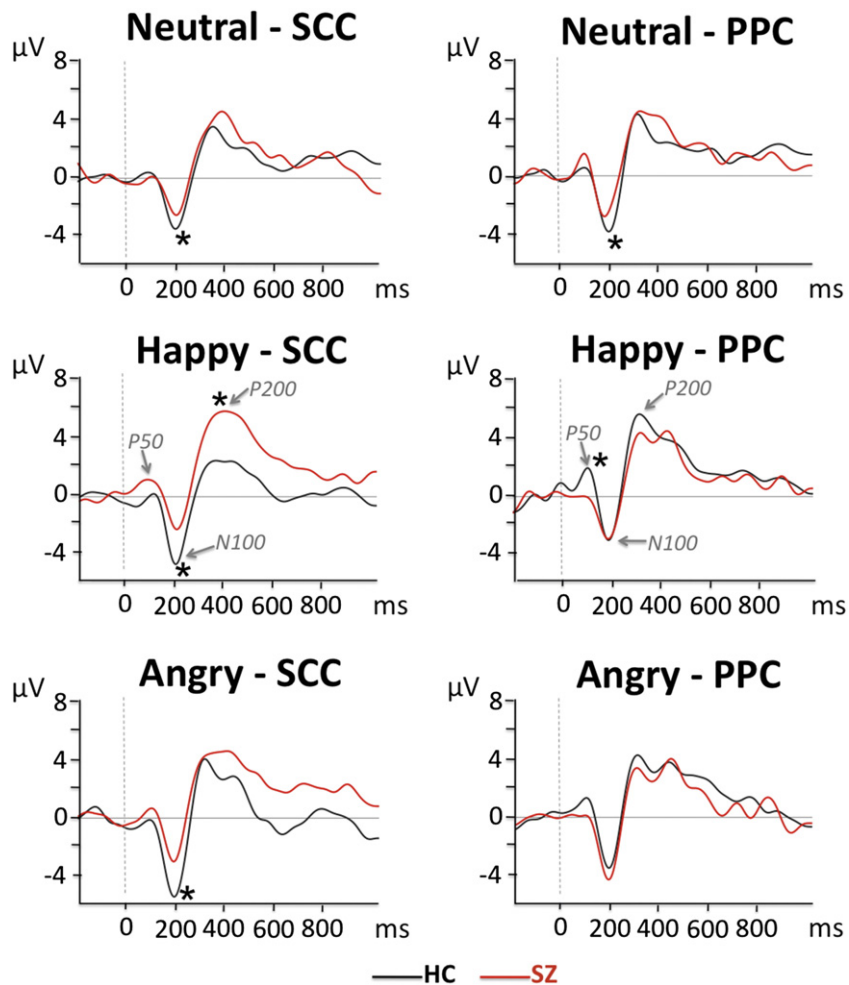 Neutral - SCC
μV
8
4
0
-4
*
0 200 400 600 800 ms
Neutral - PPC
μV
8
4
0
-4
*
0 200 400 600 800 ms
Happy - SCC
μV
8
4
0
-4
P50
*
P200
N100
*
0 200 400 600 800 ms
Happy - PPC
μV
8
4
0
-4
P50
*
P200
N100
0 200 400 600 800 ms
Angry - SCC
μV
8
4
0
-4
*
0 200 400 600 800 ms
Angry - PPC
μV
8
4
0
-4
0 200 400 600 800 ms
HC SZ